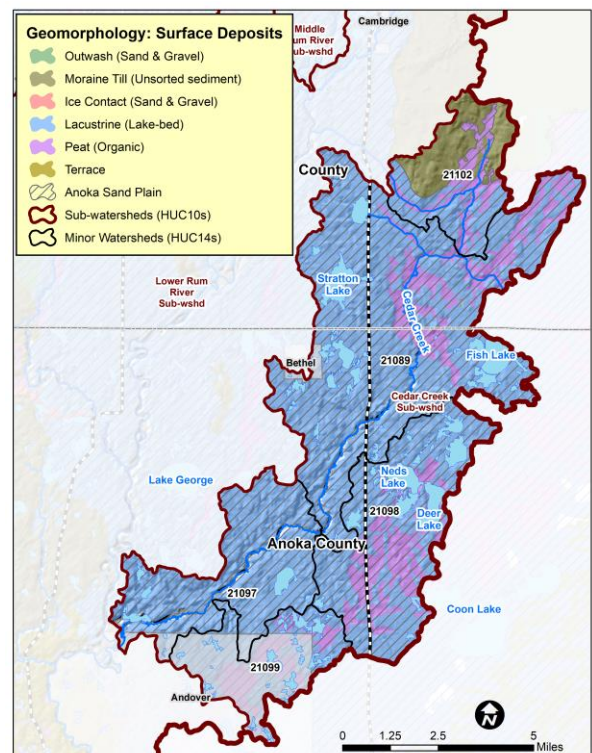 Geomorphology: Surface Deposits
Outwash (Sand & Gravel)
Moraine Till (Unsorted sediment)
Ice Contact (Sand & Gravel)
Lacustrine (Lake-bed)
Peat (Organic)
Terrace
Anoka Sand Plain
Sub-watersheds (HUC10s)
Minor Watersheds (HUC14s)
Cambridge
Middle
um River
Sub-wshd
21102
County
Lower Rum
River
Sub-wshd
Stratton
Lake
Cedar Creek
Fish Lake
Bethel
21089
Cedar Creek
Sub-wshd
Lake George
Neds
Lake
Deer
Lake
21098
Anoka County
21097
Coon Lake
21099
Andover
N
0 1.25 2.5 5
Miles